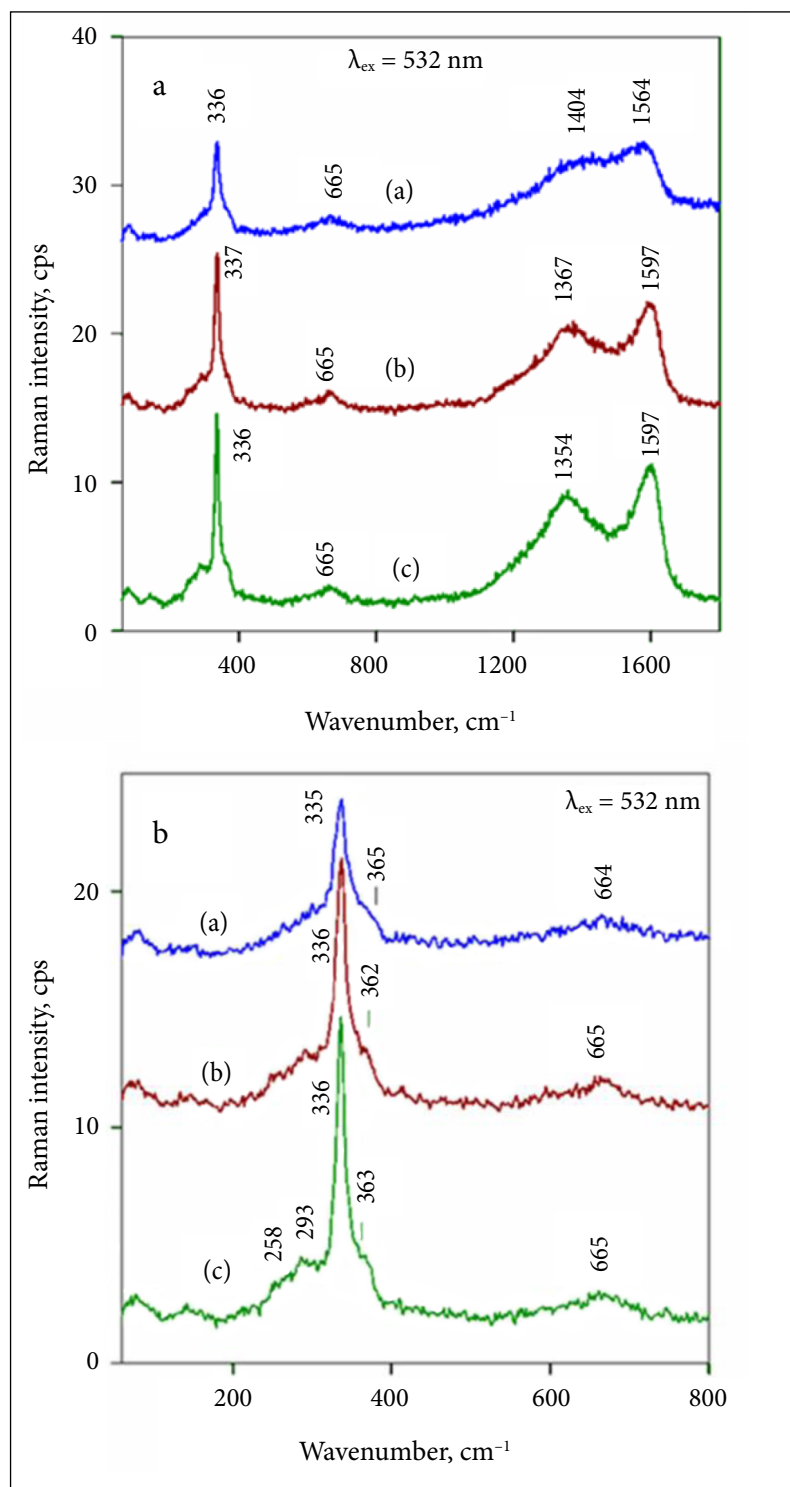 40
λex = 532 nm
a
336
1404
1564
30
665
(a)
337
1367
1597
20
665
(b)
336
1354
1597
10
665
(c)
0
400
800
1200
1600
Raman intensity, cps
Wavenumber, cm–1
λex = 532 nm
b
335
365
664
20
(a)
336
362
665
(b)
10
336
363
258
293
665
(c)
0
200
400
600
800
Raman intensity, cps
Wavenumber, cm–1